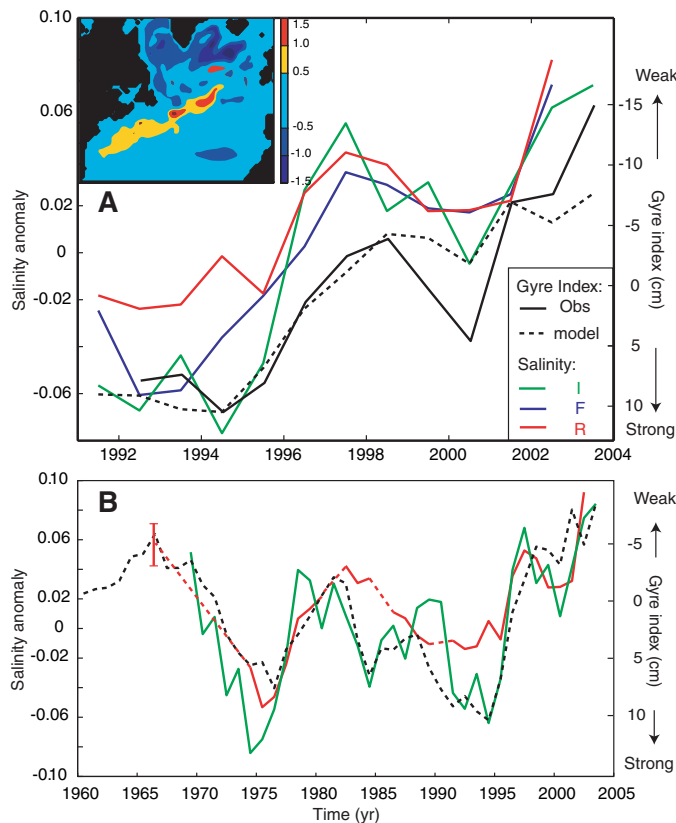 0.10
0.06
0.02
0
-0.02
-0.06
Salinity anomaly
1.5
1.0
0.5
-0.5
-1.0
-1.5
A
Weak
-15
-10
-5
0
5
10
Strong
Gyre index (cm)
Gyre Index:
Obs
model
Salinity:
I
F
R
1992 1994 1996 1998 2000 2002 2004
0.10
0.06
0.02
0
-0.02
-0.06
-0.10
Salinity anomaly
B
Weak
-5
0
5
10
Strong
Gyre index (cm)
1960 1965 1970 1975 1980 1985 1990 1995 2000 2005
Time (yr)